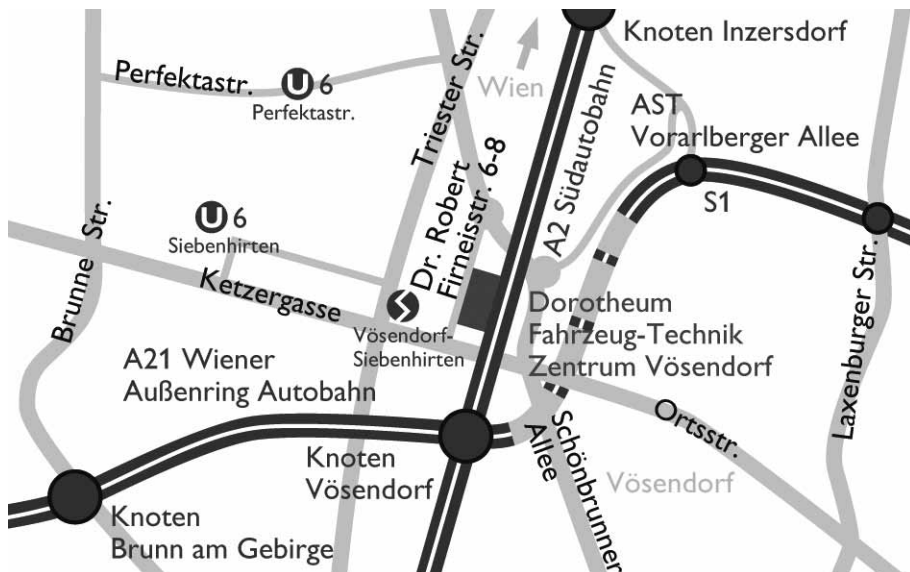 Knoten Inzersdorf
Perfektastr.
U 6
Perfektastr.
Triester Str.
Wien
AST
Vorarlberger Allee
S1
A2 Südautobahn
Dr. Robert
Firneisstr. 6-8
Brunne Str.
U 6
Siebenhirten
Ketzergasse
Vösendorf-
Siebenhirten
Dorotheum
Fahrzeug-Technik
Zentrum Vösendorf
Laxenburger Str.
A21 Wiener
Außenring Autobahn
Ortsstr.
Schönbrunner
Allee
Knoten
Vösendorf
Vösendorf
Knoten
Brunn am Gebirge